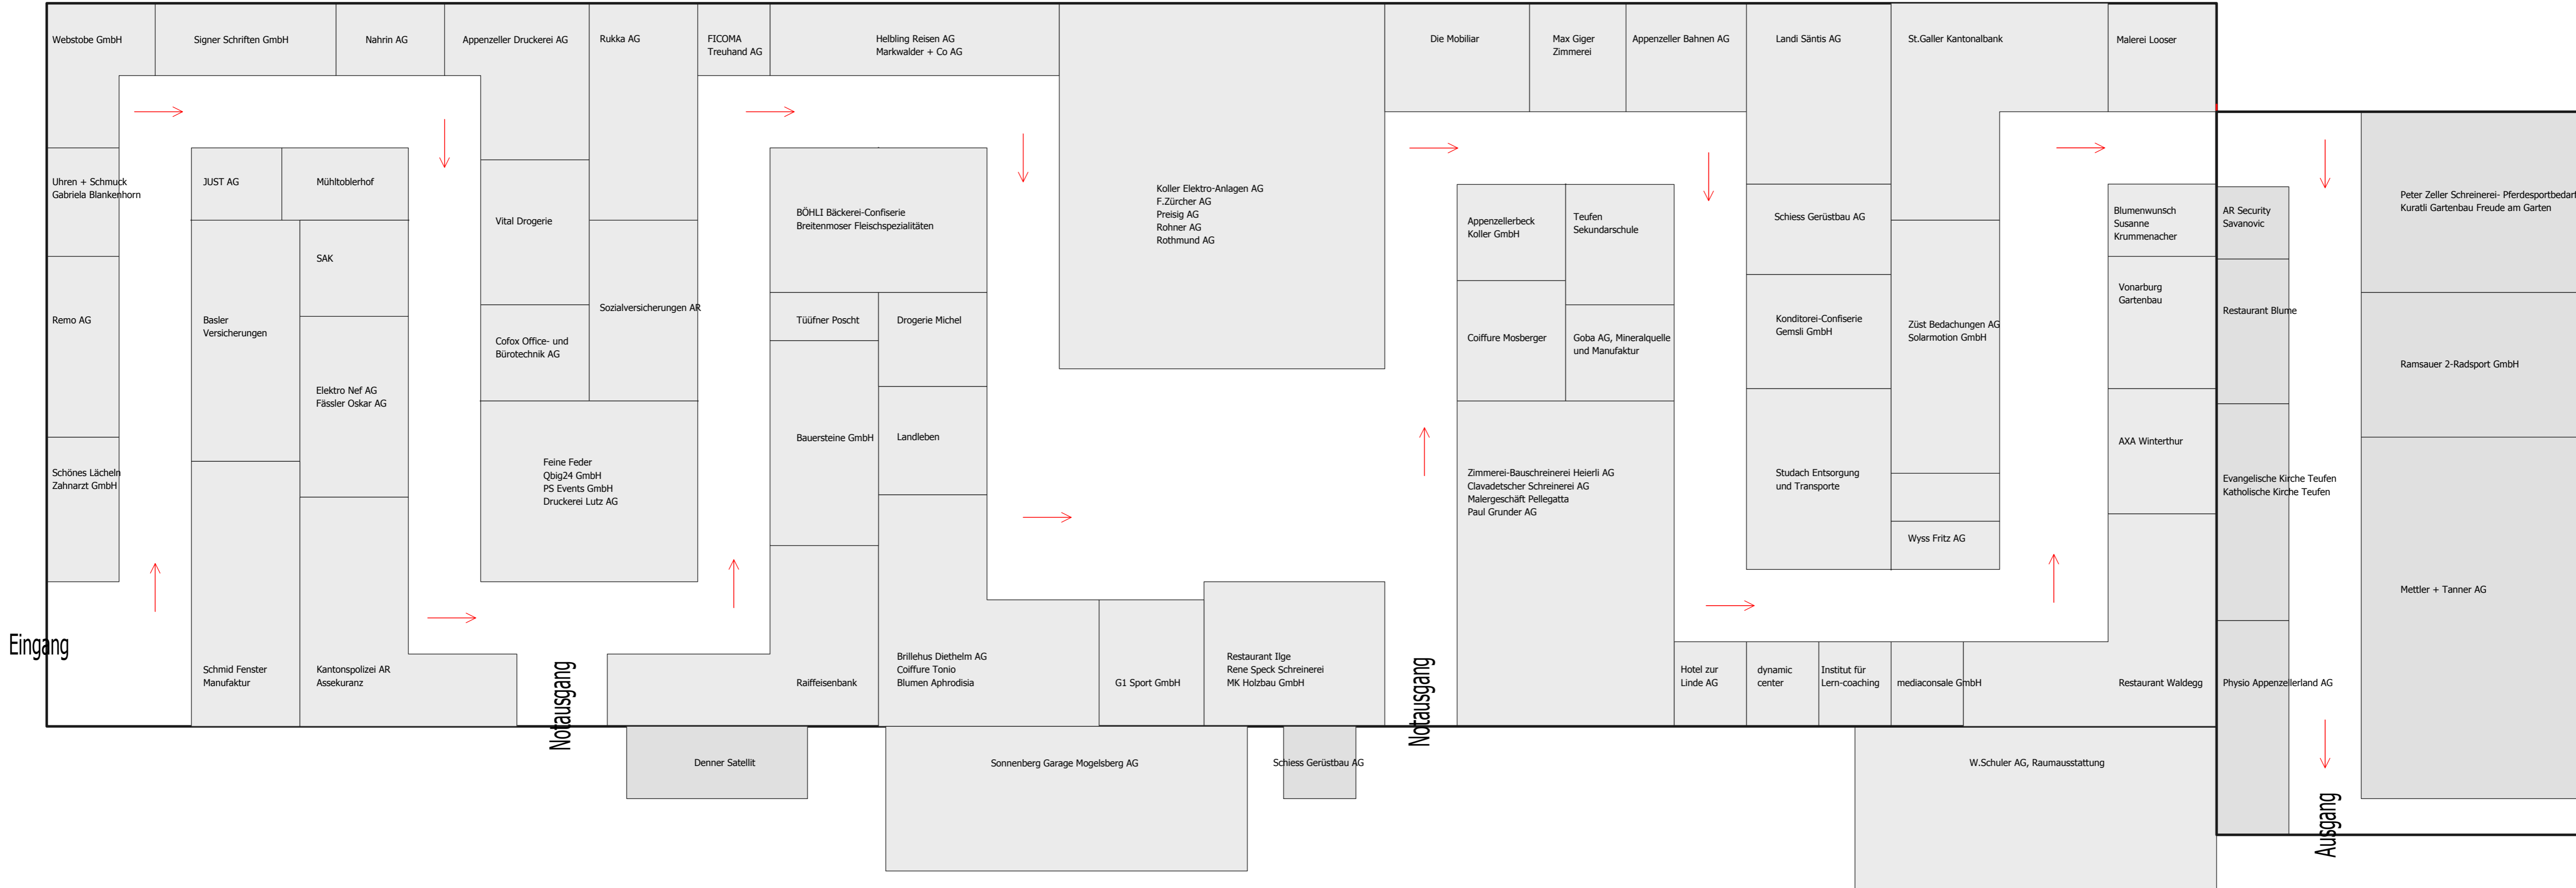 Webstobe GmbH
Signer Schriften GmbH
Nahrin AG
Appenzeller Druckerei AG
Rukka AG
FICOMA
Treuhand AG
Helbling Reisen AG
Markwalder + Co AG
Die Mobiliar
Max Giger
Zimmerei
Appenzeller Bahnen AG
Landi Säntis AG
St.Galler Kantonalbank
Malerei Looser
Uhren + Schmuck
Gabriela Blankenhorn
JUST AG
Mühltoblerhof
Vital Drogerie
BÖHLI Bäckerei-Confiserie
Breitenmoser Fleischspezialitäten
Koller Elektro-Anlagen AG
F.Zürcher AG
Preisig AG
Rohner AG
Rothmund AG
Appenzellerbeck
Koller GmbH
Teufen
Sekundarschule
Schiess Gerüstbau AG
Blumenwunsch
Susanne
Krummenacher
AR Security
Savanovic
Peter Zeller Schreinerei- Pferdesportbedarf
Kuratli Gartenbau Freude am Garten
Remo AG
Basler
Versicherungen
SAK
Cofox Office- und
Bürotechnik AG
Sozialversicherungen AR
Tüüfner Poscht
Drogerie Michel
Coiffure Mosberger
Goba AG, Mineralquelle
und Manufaktur
Konditorei-Confiserie
Gemsli GmbH
Züst Bedachungen AG
Solarmotion GmbH
Vonarburg
Gartenbau
Restaurant Blume
Ramsauer 2-Radsport GmbH
Elektro Nef AG
Fässler Oskar AG
Schönes Lächeln
Zahnarzt GmbH
Feine Feder
Qbig24 GmbH
PS Events GmbH
Druckerei Lutz AG
Bauersteine GmbH
Landleben
Zimmerei-Bauschreinerei Heierli AG
Clavadetscher Schreinerei AG
Malergeschäft Pellegatta
Paul Grunder AG
Studach Entsorgung
und Transporte
Wyss Fritz AG
AXA Winterthur
Evangelische Kirche Teufen
Katholische Kirche Teufen
Mettler + Tanner AG
Eingang
Schmid Fenster
Manufaktur
Kantonspolizei AR
Assekuranz
Notausgang
Raiffeisenbank
Brillehus Diethelm AG
Coiffure Tonio
Blumen Aphrodisia
G1 Sport GmbH
Restaurant Ilge
Rene Speck Schreinerei
MK Holzbau GmbH
Notausgang
Hotel zur
Linde AG
dynamic
center
Institut für
Lern-coaching
mediaconsale GmbH
Restaurant Waldegg
Physio Appenzellerland AG
Denner Satellit
Sonnenberg Garage Mogelsberg AG
Schiess Gerüstbau AG
W.Schuler AG, Raumausstattung
Ausgang